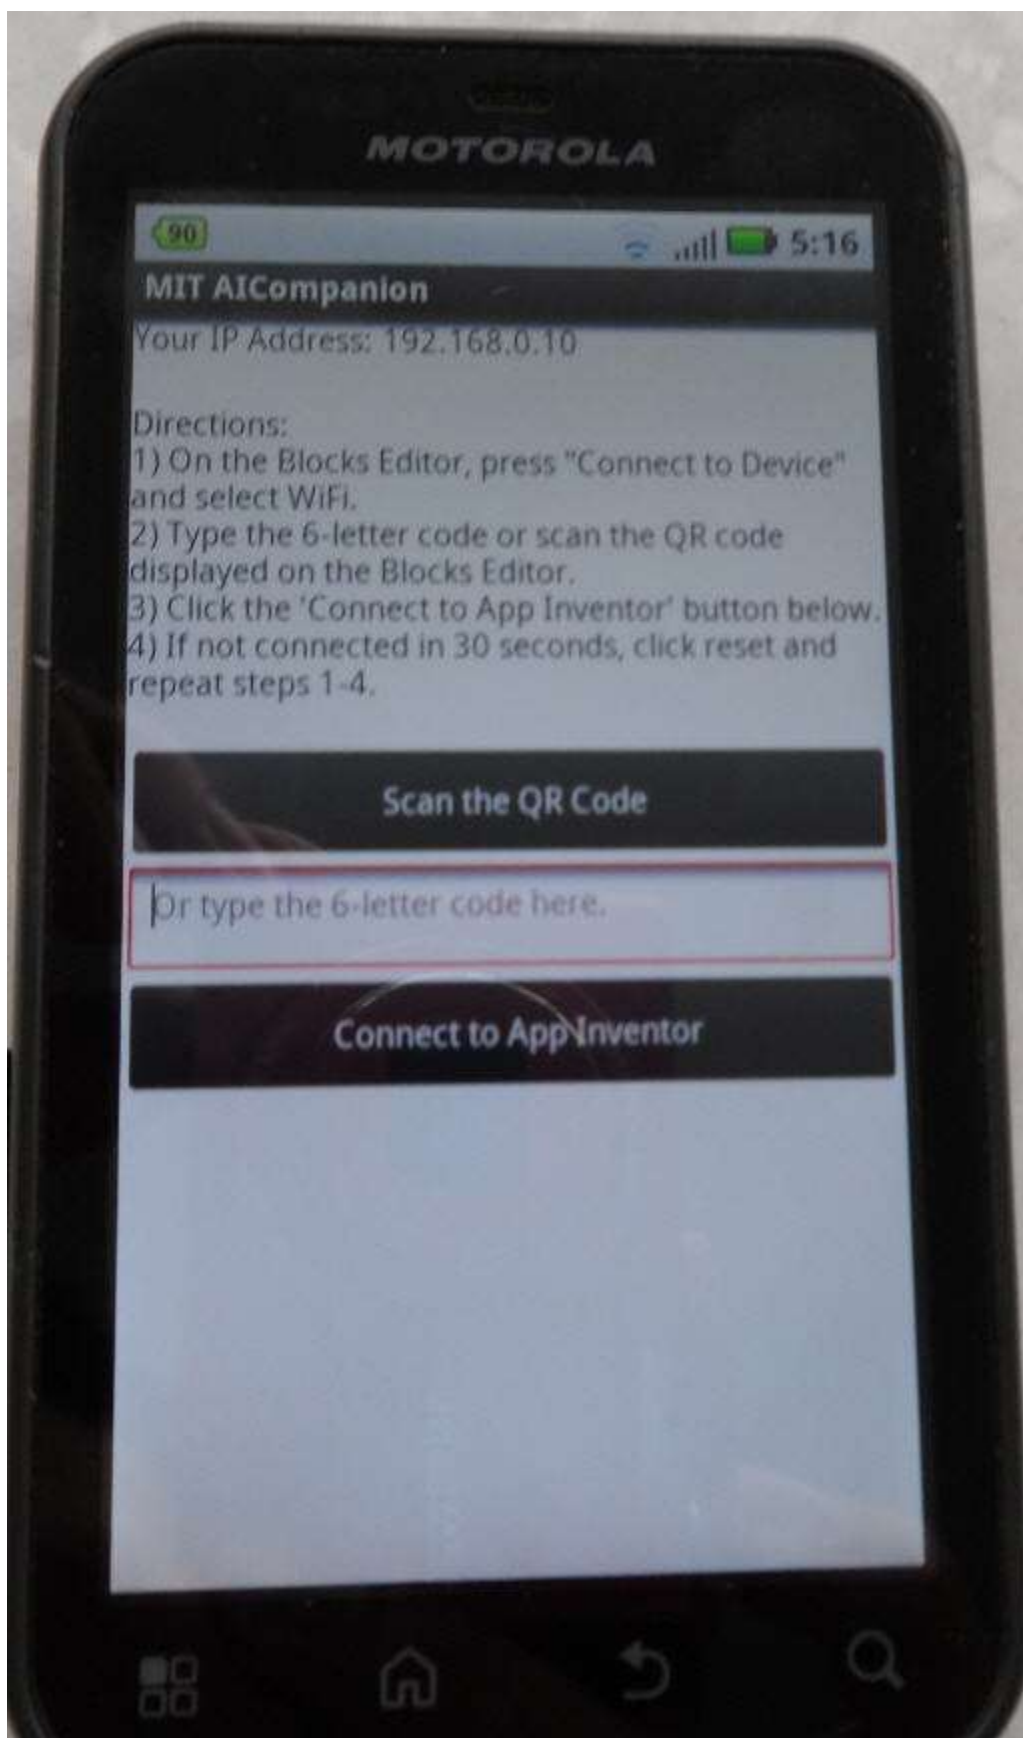 MOTOROLA
90 5:16
MIT AICompanion
Your IP Address: 192.168.0.10
Directions:
1) On the Blocks Editor, press "Connect to Device"
and select WiFi.
2) Type the 6-letter code or scan the QR code
displayed on the Blocks Editor.
3) Click the 'Connect to App Inventor' button below.
4) If not connected in 30 seconds, click reset and
repeat steps 1-4.
Scan the QR Code
Or type the 6-letter code here.
Connect to App Inventor